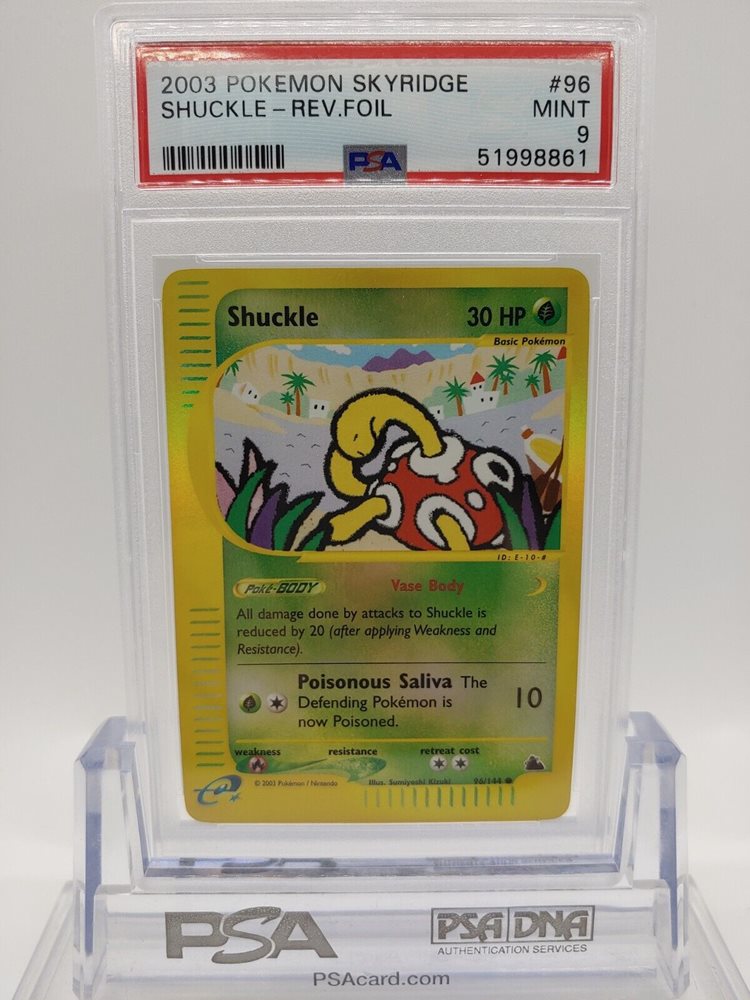 2003 POKEMON SKYRIDGE #96
SHUCKLE - REV.FOIL MINT
9
PSA 51998861
Shuckle 30 HP
Basic Pokémon
ID: E-10-#
Poké-BODY Vase Body
All damage done by attacks to Shuckle is
reduced by 20 (after applying Weakness and
Resistance).
Poisonous Saliva The
Defending Pokémon is 10
now Poisoned.
weakness resistance retreat cost
© 2003 Pokémon / Nintendo Illus. Sumiyoshi Kizuki 96/144
e
PSA PSA DNA
AUTHENTICATION SERVICES
PSAcard.com